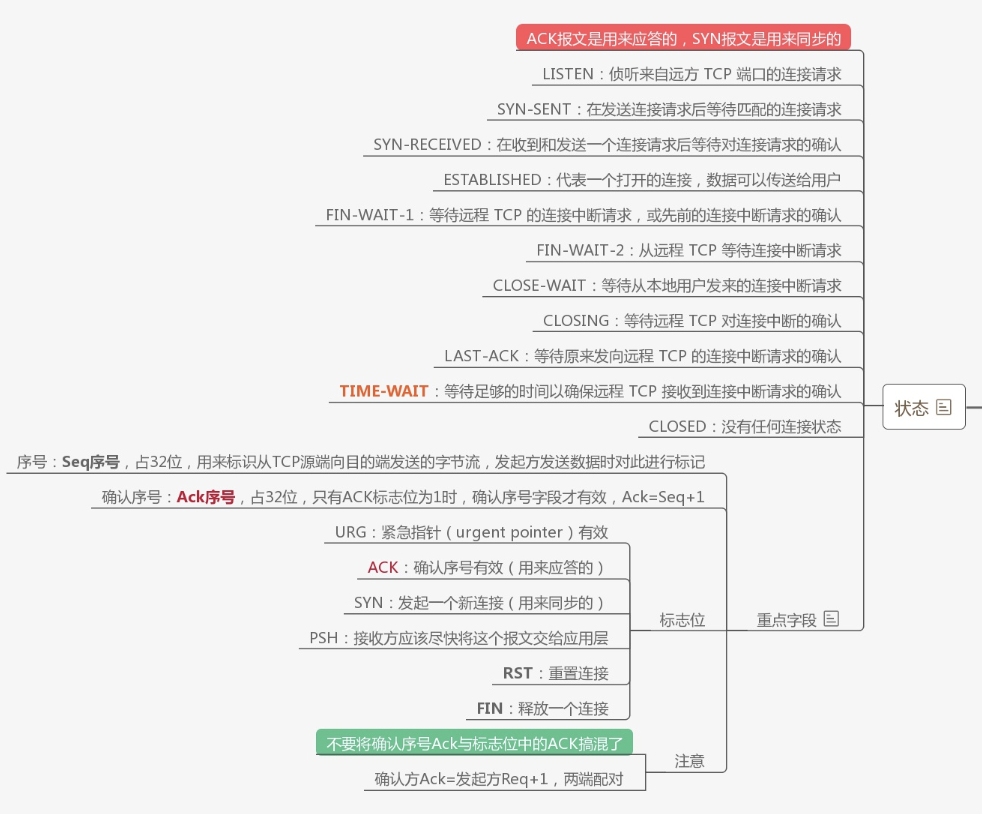 ACK报文是用来应答的，SYN报文是用来同步的
LISTEN：侦听来自远方 TCP 端口的连接请求
SYN-SENT：在发送连接请求后等待匹配的连接请求
SYN-RECEIVED：在收到和发送一个连接请求后等待对连接请求的确认
ESTABLISHED：代表一个打开的连接，数据可以传送给用户
FIN-WAIT-1：等待远程 TCP 的连接中断请求，或先前的连接中断请求的确认
FIN-WAIT-2：从远程 TCP 等待连接中断请求
CLOSE-WAIT：等待从本地用户发来的连接中断请求
CLOSING：等待远程 TCP 对连接中断的确认
LAST-ACK：等待原来发向远程 TCP 的连接中断请求的确认
TIME-WAIT：等待足够的时间以确保远程 TCP 接收到连接中断请求的确认
状态
CLOSED：没有任何连接状态
序号：Seq序号，占32位，用来标识从TCP源端向目的端发送的字节流，发起方发送数据时对此进行标记
确认序号：Ack序号，占32位，只有ACK标志位为1时，确认序号字段才有效，Ack=Seq+1
URG：紧急指针（urgent pointer）有效
ACK：确认序号有效（用来应答的）
SYN：发起一个新连接（用来同步的）
标志位
重点字段
PSH：接收方应该尽快将这个报文交给应用层
RST：重置连接
FIN：释放一个连接
不要将确认序号Ack与标志位中的ACK搞混了
注意
确认方Ack=发起方Req+1，两端配对